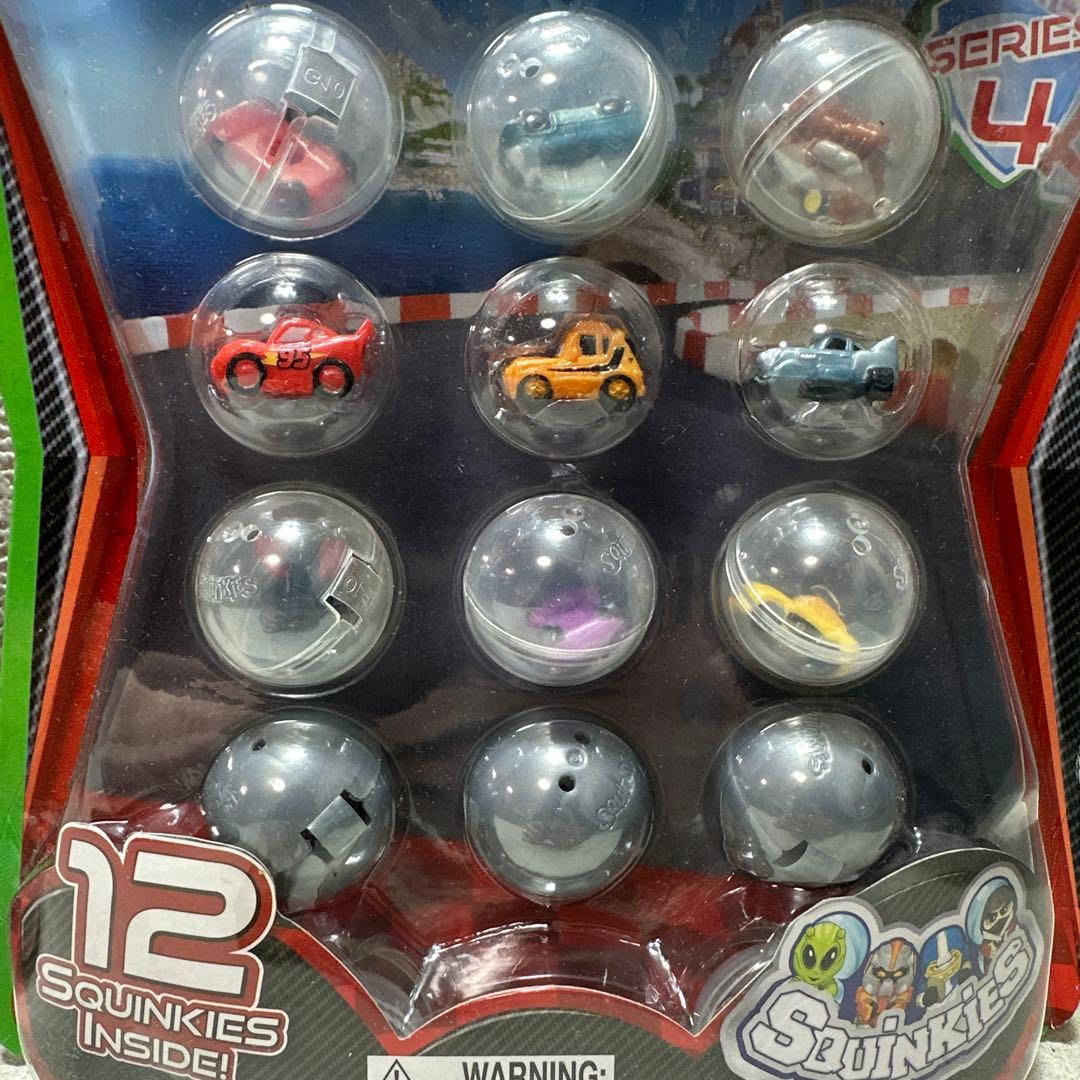 SERIES
4
95
12
SQUINKIES
INSIDE!
SQUINKIES
WARNING: